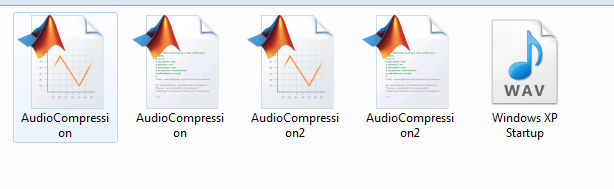 AudioCompressi
on
AudioCompressi
on
AudioCompressi
on2
AudioCompressi
on2
WAV
Windows XP
Startup